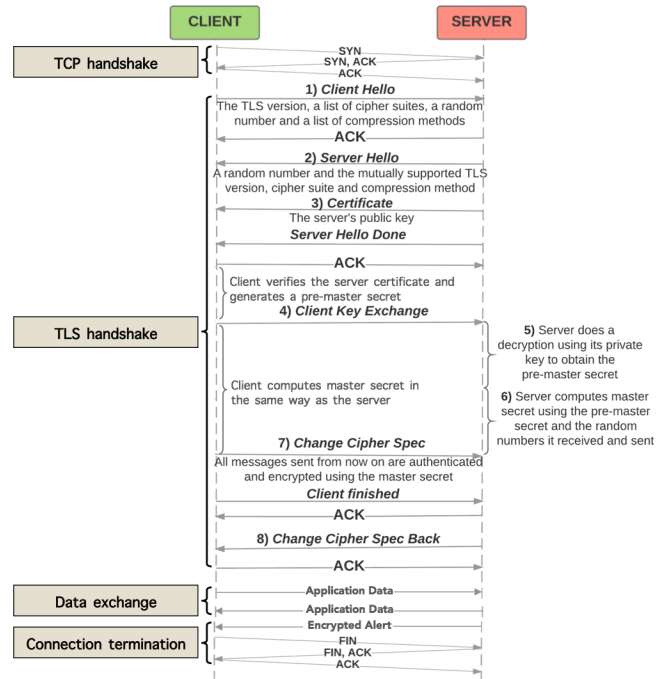 CLIENT
SERVER
SYN
SYN, ACK
ACK
TCP handshake
1) Client Hello
The TLS version, a list of cipher suites, a random
number and a list of compression methods
ACK
2) Server Hello
A random number and the mutually supported TLS
version, cipher suite and compression method
3) Certificate
The server's public key
Server Hello Done
ACK
Client verifies the server certificate and
generates a pre-master secret
4) Client Key Exchange
TLS handshake
5) Server does a
decryption using its private
key to obtain the
pre-master secret
Client computes master secret in
the same way as the server
6) Server computes master
secret using the pre-master
secret and the random
numbers it received and sent
7) Change Cipher Spec
All messages sent from now on are authenticated
and encrypted using the master secret
Client finished
ACK
8) Change Cipher Spec Back
ACK
Data exchange
Application Data
Application Data
Encrypted Alert
Connection termination
FIN
FIN, ACK
ACK